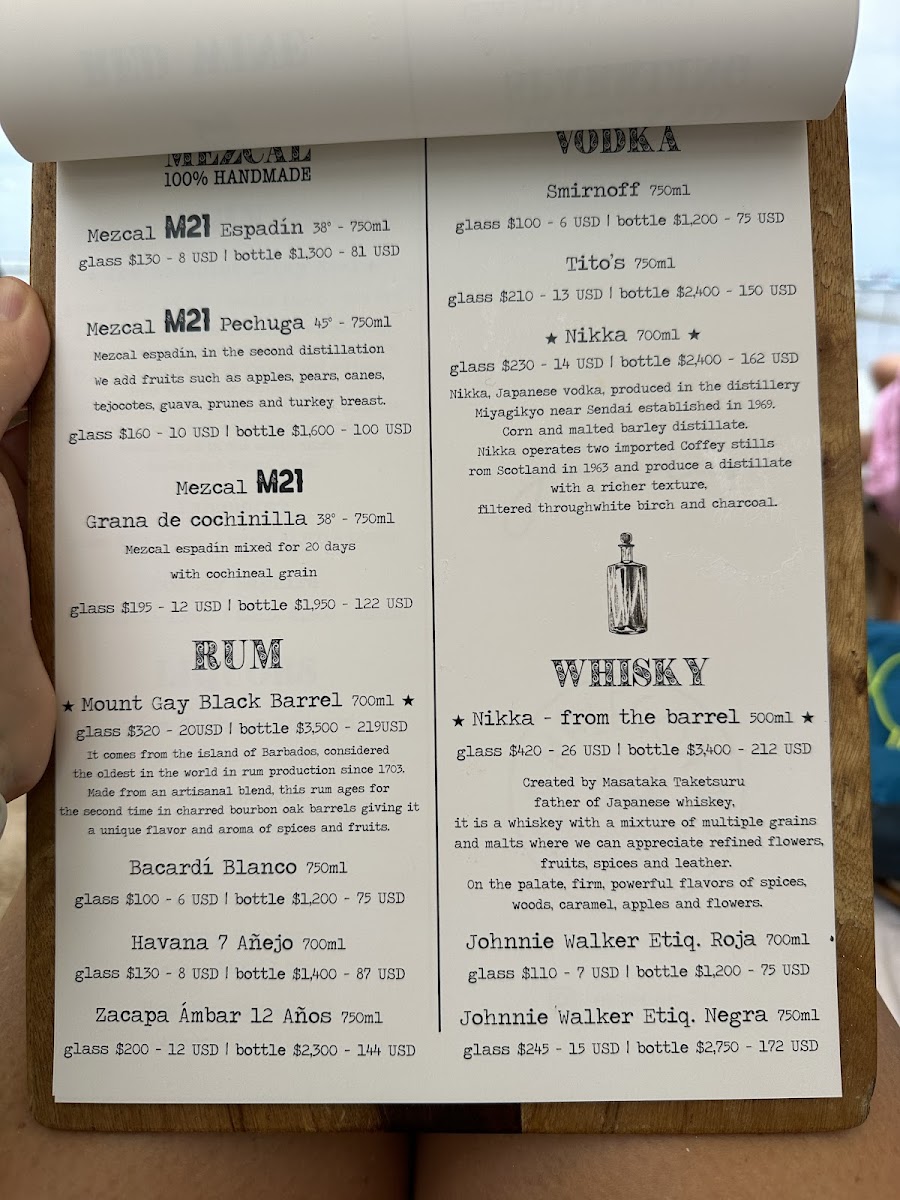 MEZCAL
100% HANDMADE
Mezcal M21 Espadín 38° - 750ml
glass $130 - 8 USD | bottle $1,300 - 81 USD
Mezcal M21 Pechuga 45° - 750ml
Mezcal espadín, in the second distillation
We add fruits such as apples, pears, canes,
tejocotes, guava, prunes and turkey breast.
glass $160 - 10 USD | bottle $1,600 - 100 USD
Mezcal M21
Grana de cochinilla 38° - 750ml
Mezcal espadín mixed for 20 days
with cochineal grain
glass $195 - 12 USD | bottle $1,950 - 122 USD
RUM
★ Mount Gay Black Barrel 700ml ★
glass $320 - 20USD | bottle $3,500 - 219USD
It comes from the island of Barbados, considered
the oldest in the world in rum production since 1703.
Made from an artisanal blend, this rum ages for
the second time in charred bourbon oak barrels giving it
a unique flavor and aroma of spices and fruits.
Bacardí Blanco 750ml
glass $100 - 6 USD | bottle $1,200 - 75 USD
Havana 7 Añejo 700ml
glass $130 - 8 USD | bottle $1,400 - 87 USD
Zacapa Ámbar 12 Años 750ml
glass $200 - 12 USD | bottle $2,300 - 144 USD
VODKA
Smirnoff 750ml
glass $100 - 6 USD | bottle $1,200 - 75 USD
Tito's 750ml
glass $210 - 13 USD | bottle $2,400 - 150 USD
★ Nikka 700ml ★
glass $230 - 14 USD | bottle $2,400 - 162 USD
Nikka, Japanese vodka, produced in the distillery
Miyagikyo near Sendai established in 1969.
Corn and malted barley distillate.
Nikka operates two imported Coffey stills
rom Scotland in 1963 and produce a distillate
with a richer texture,
filtered throughwhite birch and charcoal.
WHISKY
★ Nikka - from the barrel 500ml ★
glass $420 - 26 USD | bottle $3,400 - 212 USD
Created by Masataka Taketsuru
father of Japanese whiskey,
it is a whiskey with a mixture of multiple grains
and malts where we can appreciate refined flowers,
fruits, spices and leather.
On the palate, firm, powerful flavors of spices,
woods, caramel, apples and flowers.
Johnnie Walker Etiq. Roja 700ml
glass $110 - 7 USD | bottle $1,200 - 75 USD
Johnnie Walker Etiq. Negra 750ml
glass $245 - 15 USD | bottle $2,750 - 172 USD